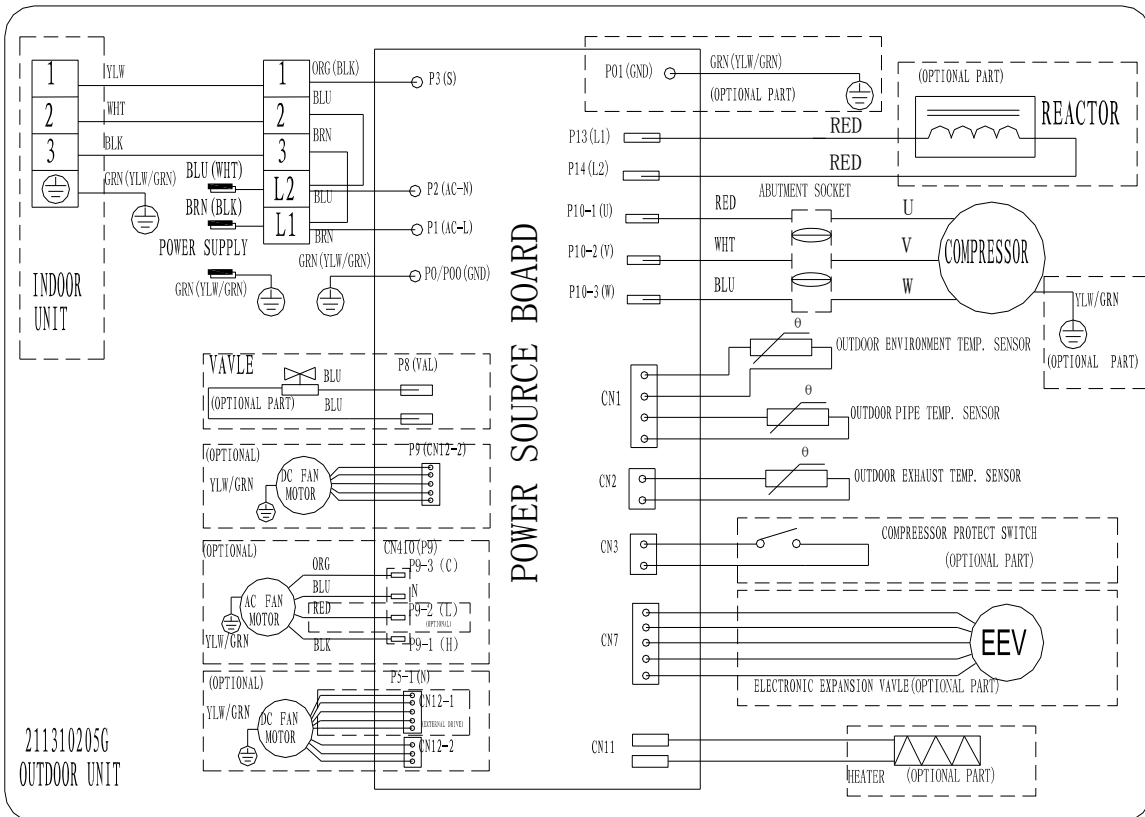 1
2
3
INDOOR
UNIT
YLW
WHT
BLK
GRN(YLW/GRN)
1
2
3
L2
L1
BLU(WHT)
BRN(BLK)
POWER SUPPLY
GRN(YLW/GRN)
ORG(BLK)
BLU
BRN
BLU
BRN
GRN(YLW/GRN)
P3(S)
P2(AC-N)
P1(AC-L)
P0/P00(GND)
VAVLE
(OPTIONAL PART)
BLU
BLU
P8(VAL)
(OPTIONAL)
YLW/GRN
DC FAN
MOTOR
P9(CN12-2)
(OPTIONAL)
AC FAN
MOTOR
YLW/GRN
ORG
BLU
RED
BLK
CN410(P9)
P9-3 (C)
N
P9-2 (L)
(OPTIONAL)
P9-1 (H)
(OPTIONAL)
YLW/GRN
DC FAN
MOTOR
P5-1(N)
CN12-1
(EXTERNAL DRIVE)
CN12-2
211310205G
OUTDOOR UNIT
POWER SOURCE BOARD
P01(GND)
GRN(YLW/GRN)
(OPTIONAL PART)
(OPTIONAL PART)
REACTOR
P13(L1)
RED
P14(L2)
RED
ABUTMENT SOCKET
P10-1(U)
RED
U
P10-2(V)
WHT
V
P10-3(W)
BLU
W
COMPRESSOR
YLW/GRN
(OPTIONAL PART)
CN1
θ
OUTDOOR ENVIRONMENT TEMP. SENSOR
θ
OUTDOOR PIPE TEMP. SENSOR
CN2
θ
OUTDOOR EXHAUST TEMP. SENSOR
CN3
COMPREESSOR PROTECT SWITCH
(OPTIONAL PART)
CN7
EEV
ELECTRONIC EXPANSION VAVLE(OPTIONAL PART)
CN11
HEATER
(OPTIONAL PART)